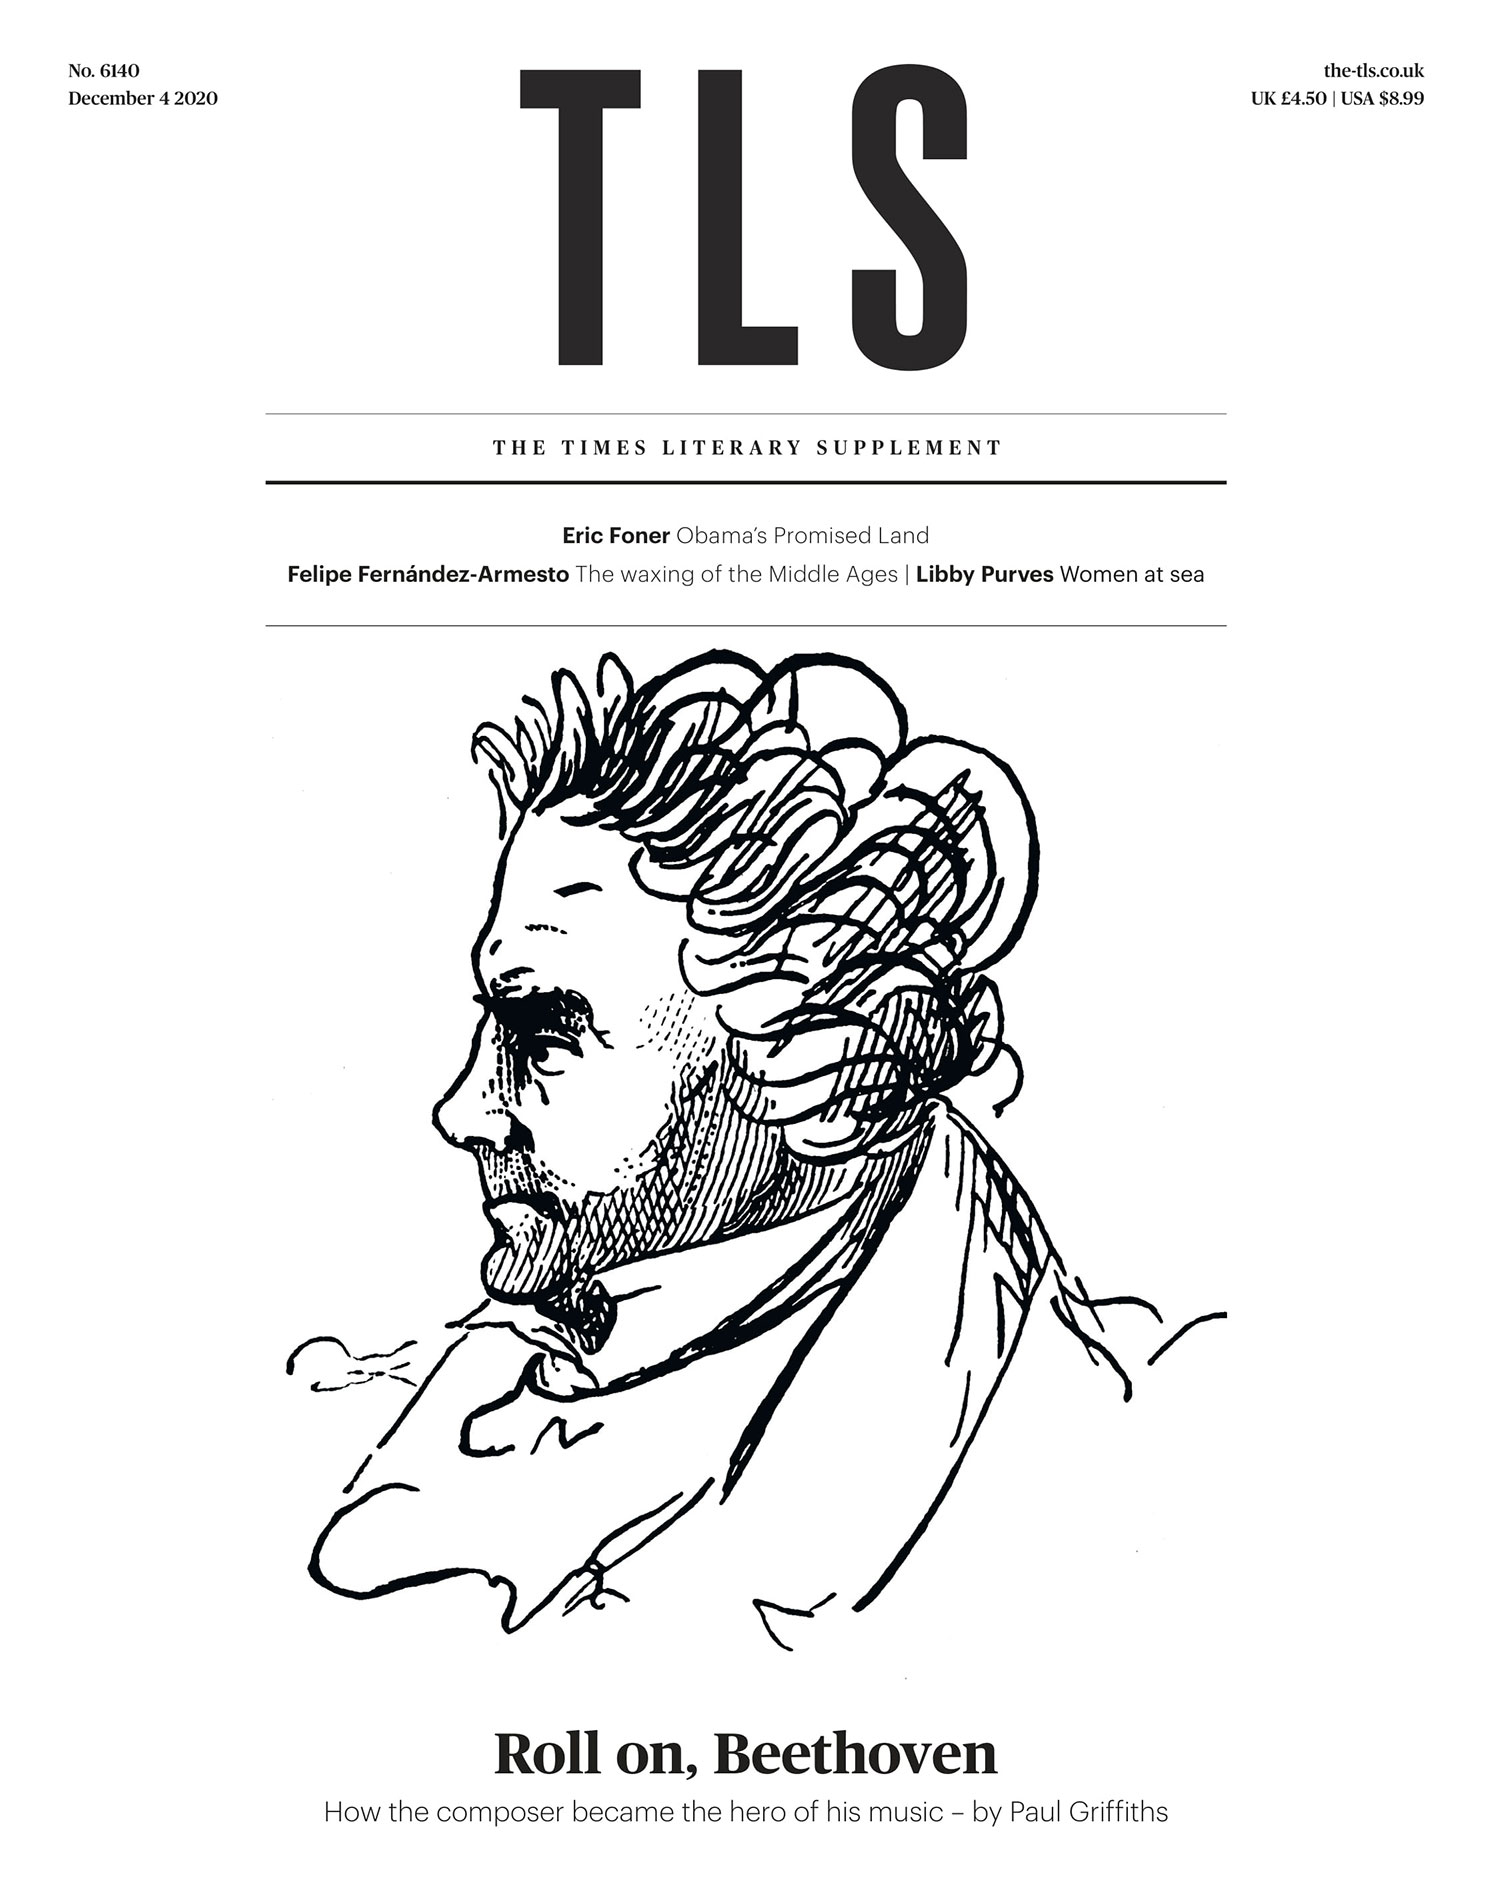 No. 6140
December 4 2020
the-tls.co.uk
UK £4.50 | USA $8.99
TLS
THE TIMES LITERARY SUPPLEMENT
Eric Foner Obama’s Promised Land
Felipe Fernández-Armesto The waxing of the Middle Ages | Libby Purves Women at sea
Roll on, Beethoven
How the composer became the hero of his music – by Paul Griffiths